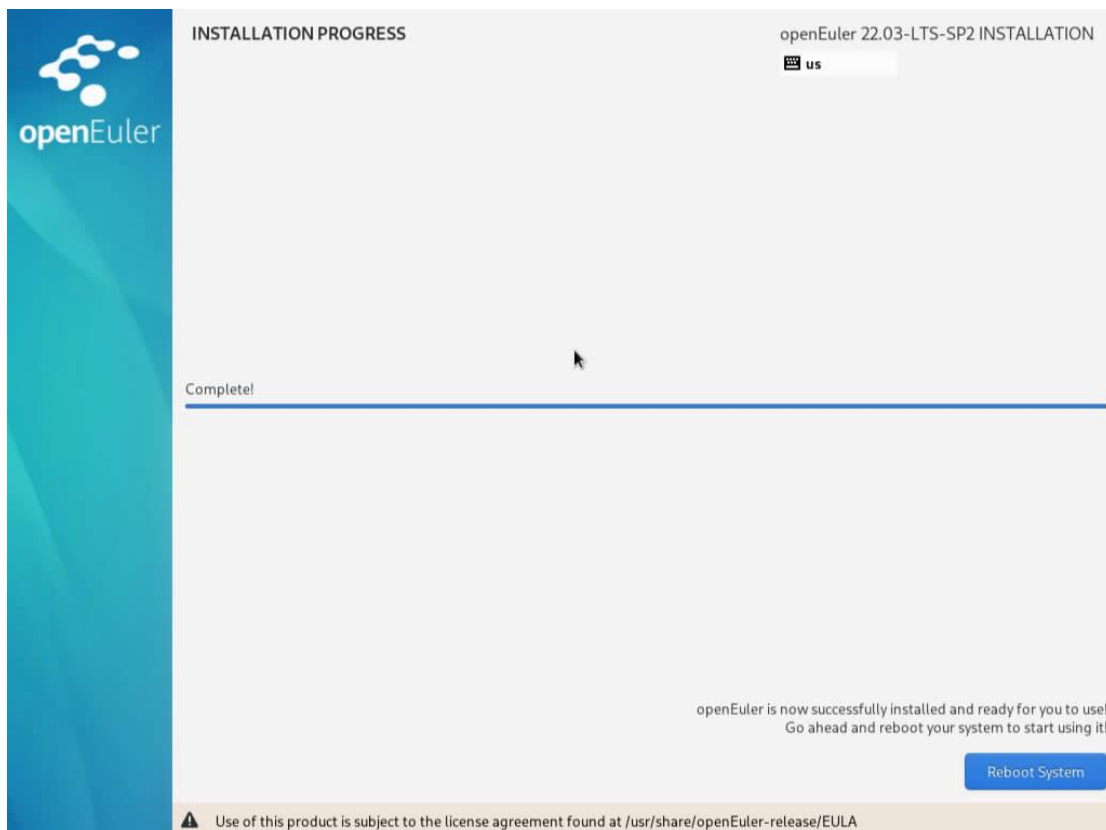 openEuler
INSTALLATION PROGRESS
openEuler 22.03-LTS-SP2 INSTALLATION
us
Complete!
openEuler is now successfully installed and ready for you to use!
Go ahead and reboot your system to start using it!
Reboot System
Use of this product is subject to the license agreement found at /usr/share/openEuler-release/EULA